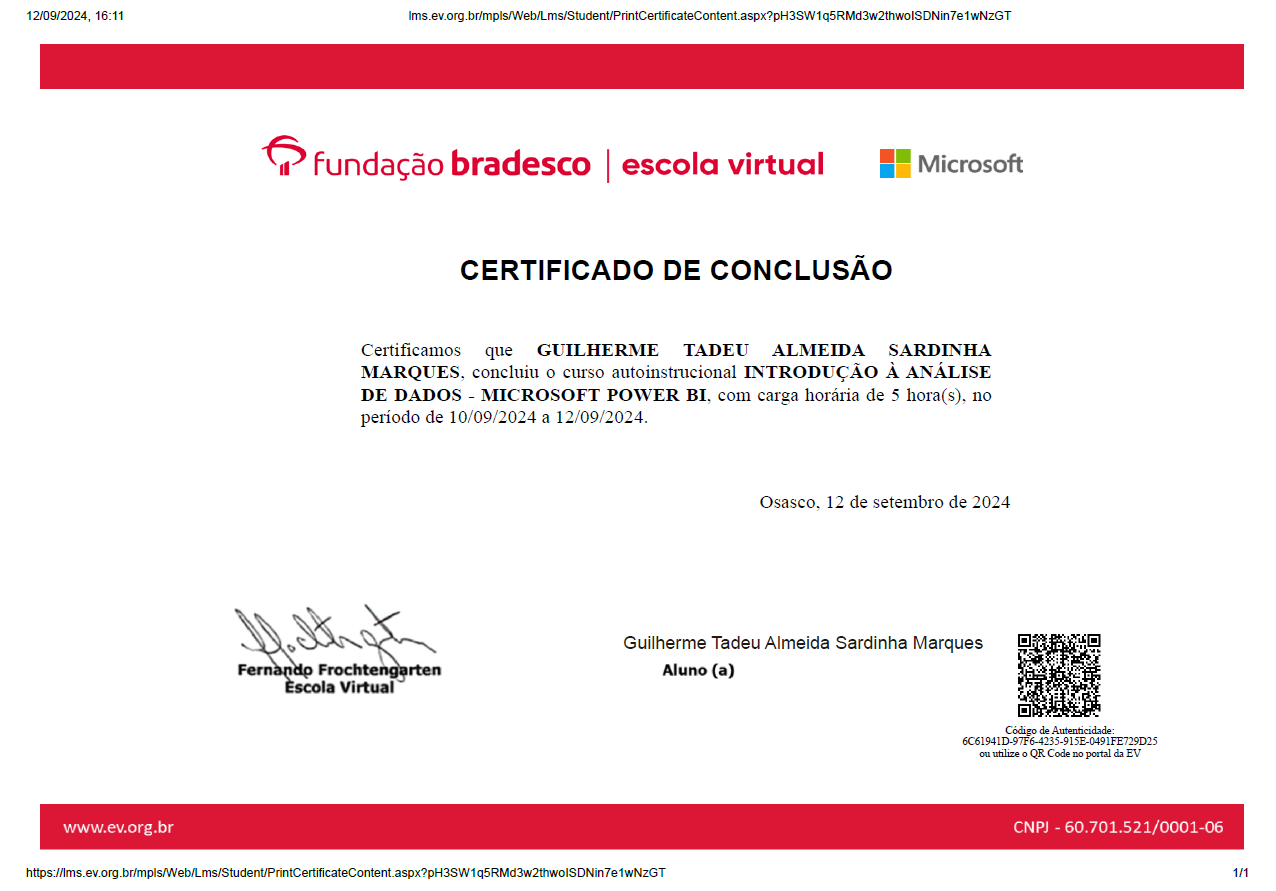 12/09/2024, 16:11
lms.ev.org.br/mpls/Web/Lms/Student/PrintCertificateContent.aspx?pH3SW1q5RMd3w2thwoISDNin7e1wNzGT
fundação bradesco | escola virtual
Microsoft
CERTIFICADO DE CONCLUSÃO
Certificamos que GUILHERME TADEU ALMEIDA SARDINHA
MARQUES, concluiu o curso autoinstrucional INTRODUÇÃO À ANÁLISE
DE DADOS - MICROSOFT POWER BI, com carga horária de 5 hora(s), no
período de 10/09/2024 a 12/09/2024.
Osasco, 12 de setembro de 2024
Fernando Frochtengarten
Escola Virtual
Guilherme Tadeu Almeida Sardinha Marques
Aluno (a)
Código de Autenticidade:
6C61941D-97F6-4235-915E-0491FE729D25
ou utilize o QR Code no portal da EV
www.ev.org.br
CNPJ - 60.701.521/0001-06
https://lms.ev.org.br/mpls/Web/Lms/Student/PrintCertificateContent.aspx?pH3SW1q5RMd3w2thwoISDNin7e1wNzGT
1/1